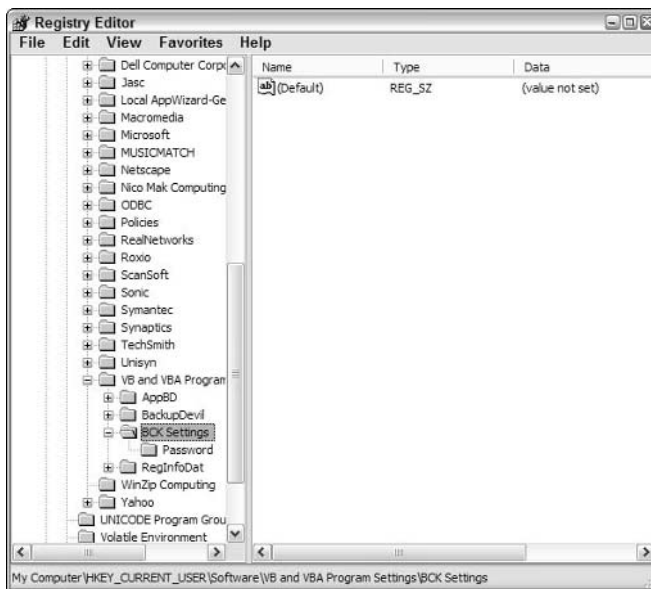 Registry Editor
File Edit View Favorites Help
Dell Computer Corpo
Jasc
Local AppWizard-Ge
Macromedia
Microsoft
MUSICMATCH
Netscape
Nico Mak Computing
ODBC
Policies
RealNetworks
Roxio
ScanSoft
Sonic
Symantec
Synaptics
TechSmith
Unisyn
VB and VBA Program
AppBD
BackupDevil
BCK Settings
Password
RegInfoDat
WinZip Computing
Yahoo
UNICODE Program Grou
Volatile Environment
Name Type Data
ab (Default) REG_SZ (value not set)
My Computer\HKEY_CURRENT_USER\Software\VB and VBA Program Settings\BCK Settings